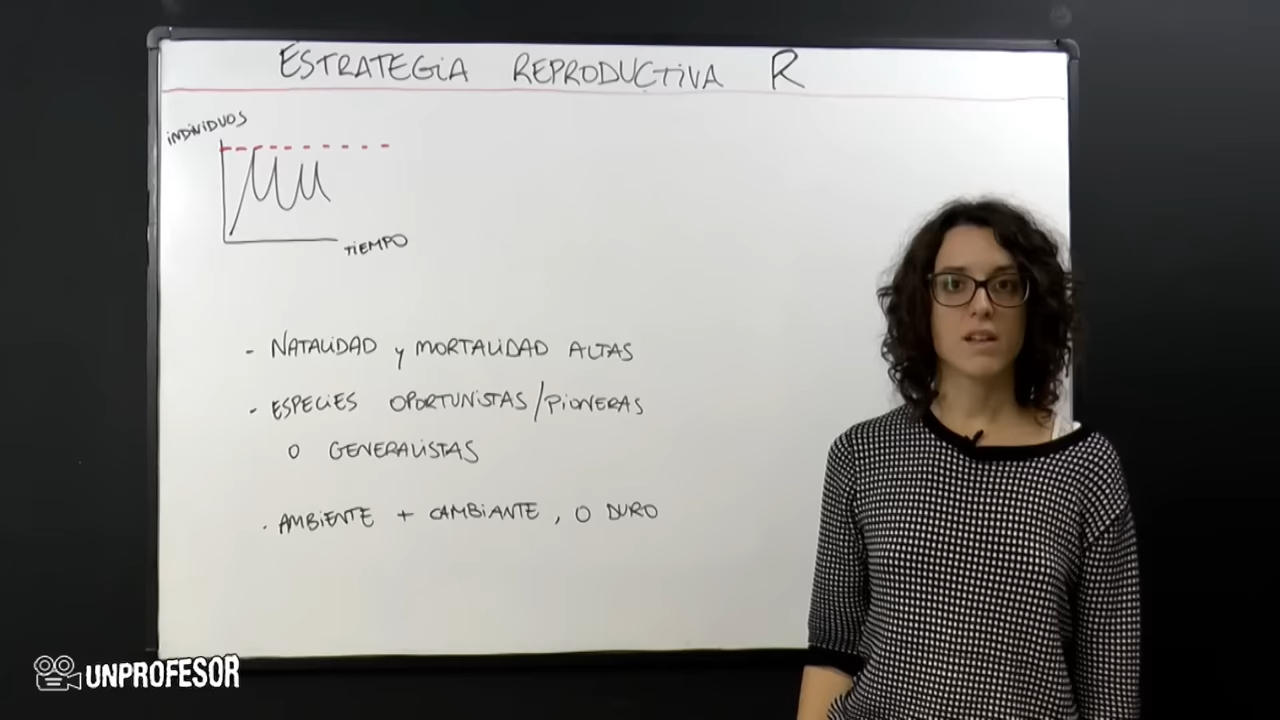 ESTRATEGIA REPRODUCTIVA R
INDIVIDUOS
TIEMPO
- NATALIDAD y MORTALIDAD ALTAS
- ESPECIES OPORTUNISTAS/PIONERAS
O GENERALISTAS
. AMBIENTE + CAMBIANTE, O DURO
UNPROFESOR